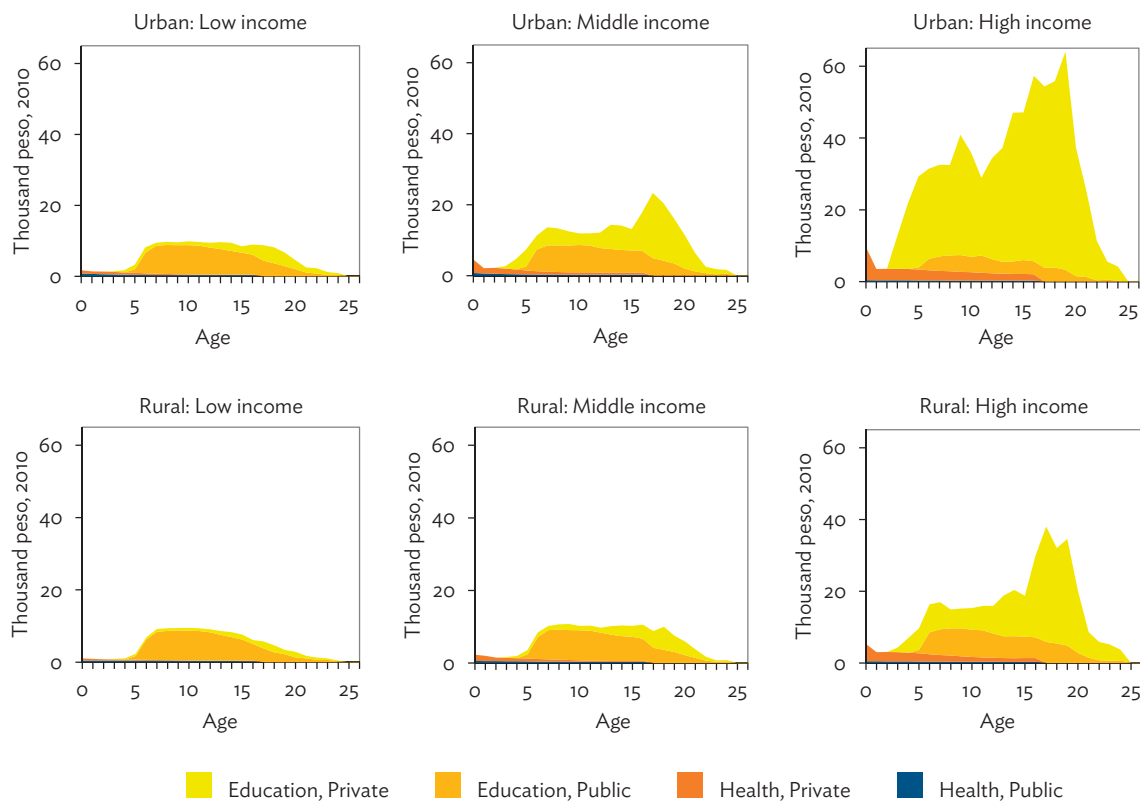 Urban: Low income
Thousand peso, 2010
60
40
20
0
0 5 10 15 20 25
Age
Urban: Middle income
Thousand peso, 2010
60
40
20
0
0 5 10 15 20 25
Age
Urban: High income
Thousand peso, 2010
60
40
20
0
0 5 10 15 20 25
Age
Rural: Low income
Thousand peso, 2010
60
40
20
0
0 5 10 15 20 25
Age
Rural: Middle income
Thousand peso, 2010
60
40
20
0
0 5 10 15 20 25
Age
Rural: High income
Thousand peso, 2010
60
40
20
0
0 5 10 15 20 25
Age
Education, Private Education, Public Health, Private Health, Public